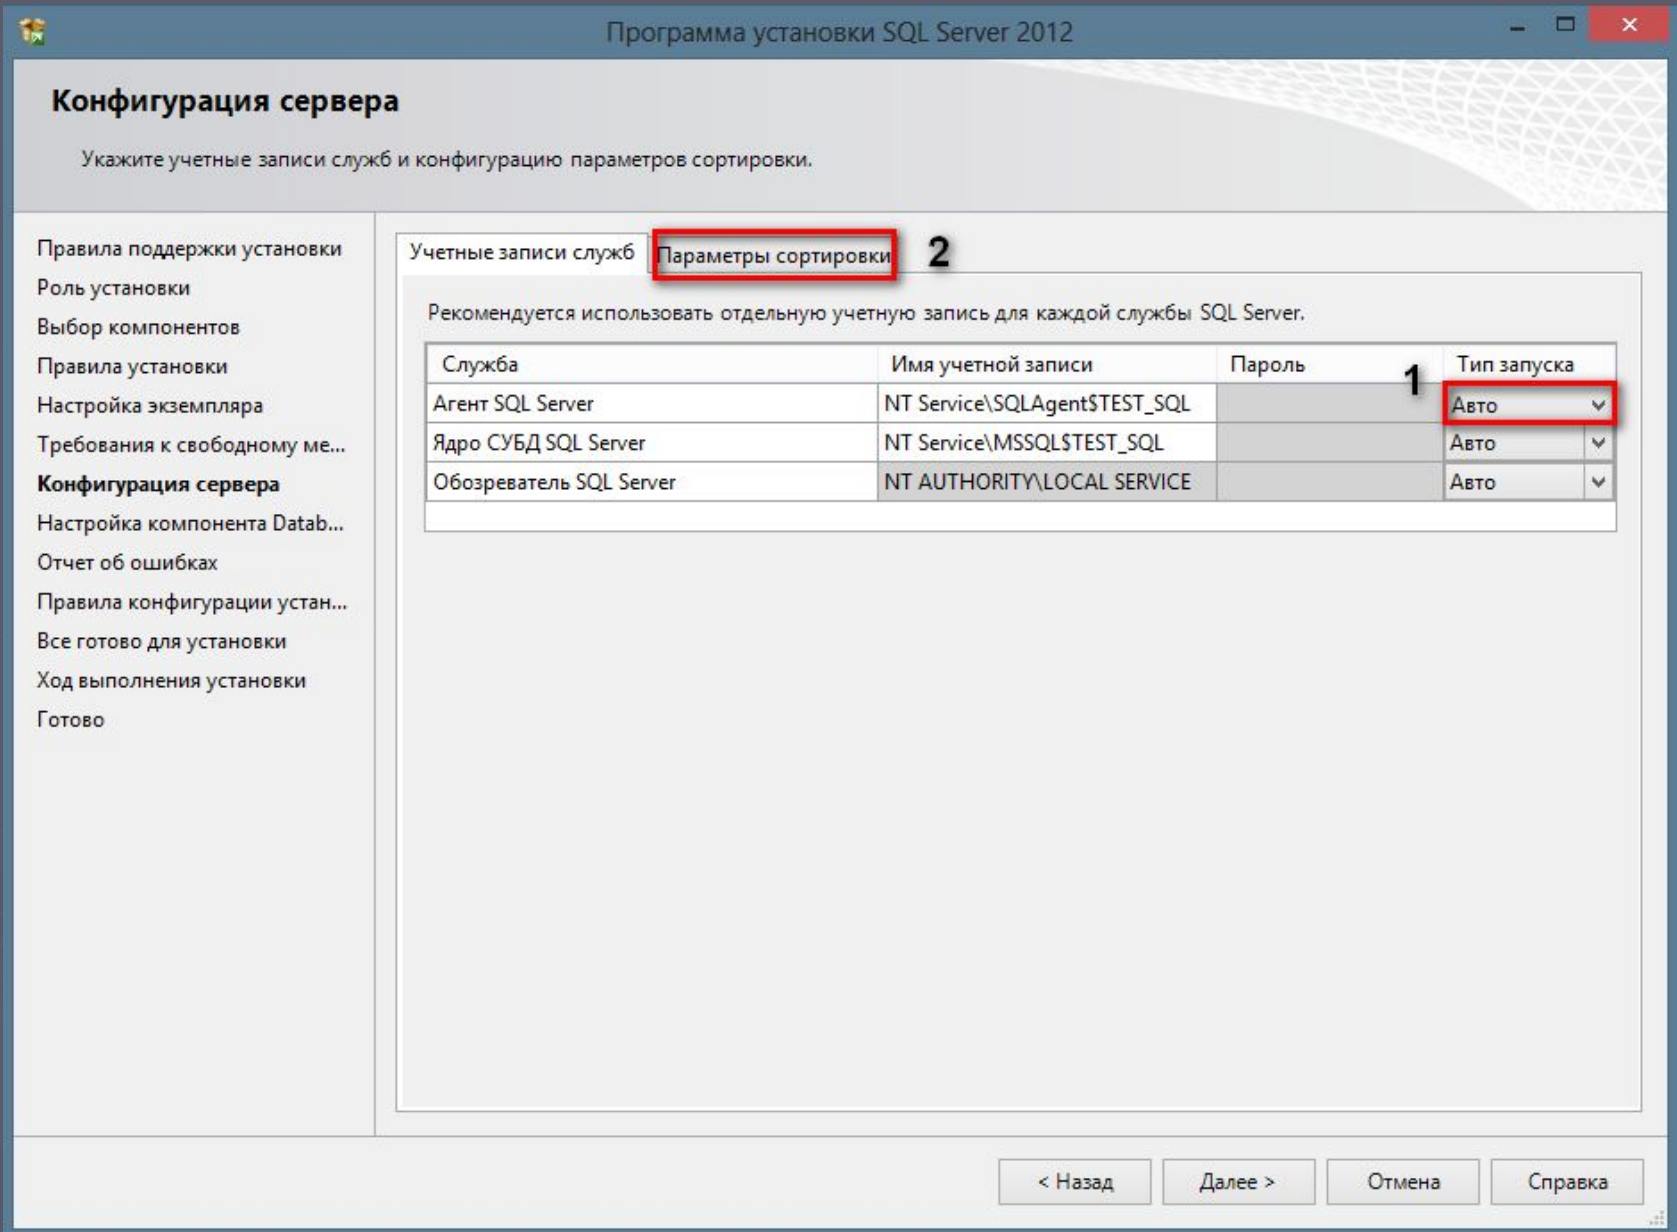 Программа установки SQL Server 2012
Конфигурация сервера
Укажите учетные записи служб и конфигурацию параметров сортировки.
Правила поддержки установки
Роль установки
Выбор компонентов
Правила установки
Настройка экземпляра
Требования к свободному ме...
Конфигурация сервера
Настройка компонента Datab...
Отчет об ошибках
Правила конфигурации устан...
Все готово для установки
Ход выполнения установки
Готово
Учетные записи служб Параметры сортировки 2
Рекомендуется использовать отдельную учетную запись для каждой службы SQL Server.
Служба Имя учетной записи Пароль 1 Тип запуска
Агент SQL Server NT Service\SQLAgent$TEST_SQL Авто
Ядро СУБД SQL Server NT Service\MSSQL$TEST_SQL Авто
Обозреватель SQL Server NT AUTHORITY\LOCAL SERVICE Авто
< Назад Далее > Отмена Справка